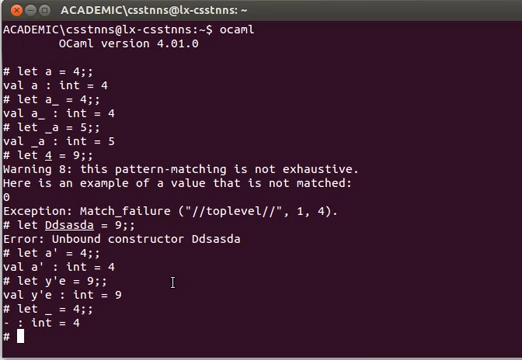 ACADEMIC\csstnns@lx-csstnns: ~
ACADEMIC\csstnns@lx-csstnns:~$ ocaml
OCaml version 4.01.0
# let a = 4;;
val a : int = 4
# let a_ = 4;;
val a_ : int = 4
# let _a = 5;;
val _a : int = 5
# let 4 = 9;;
Warning 8: this pattern-matching is not exhaustive.
Here is an example of a value that is not matched:
0
Exception: Match_failure ("//toplevel//", 1, 4).
# let Ddsasda = 9;;
Error: Unbound constructor Ddsasda
# let a' = 4;;
val a' : int = 4
# let y'e = 9;;
val y'e : int = 9
# let _ = 4;;
- : int = 4
#